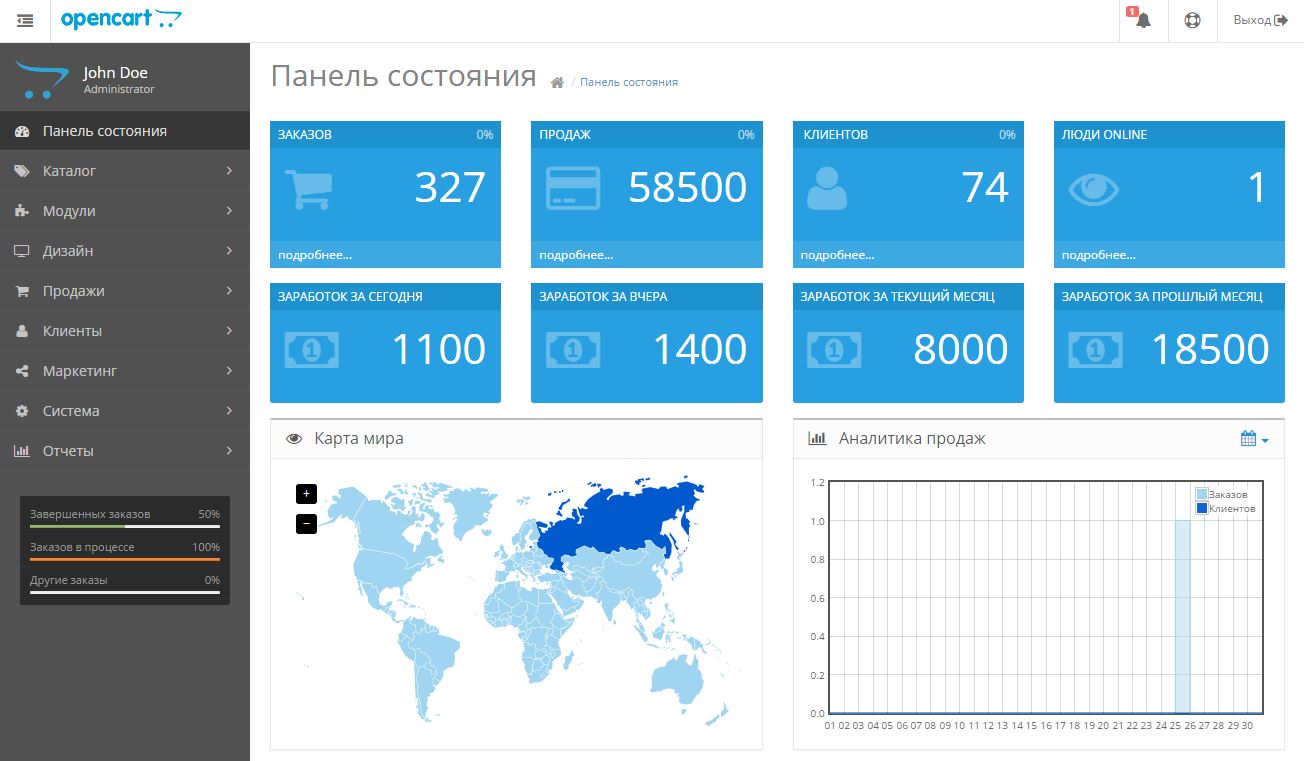 opencart
1
Выход
John Doe
Administrator
Панель состояния
Каталог
Модули
Дизайн
Продажи
Клиенты
Маркетинг
Система
Отчеты
Завершенных заказов 50%
Заказов в процессе 100%
Другие заказы 0%
Панель состояния / Панель состояния
ЗАКАЗОВ 0%
327
подробнее...
ПРОДАЖ 0%
58500
подробнее...
КЛИЕНТОВ 0%
74
подробнее...
ЛЮДИ ONLINE
1
подробнее...
ЗАРАБОТОК ЗА СЕГОДНЯ
1
1100
ЗАРАБОТОК ЗА ВЧЕРА
1
1400
ЗАРАБОТОК ЗА ТЕКУЩИЙ МЕСЯЦ
1
8000
ЗАРАБОТОК ЗА ПРОШЛЫЙ МЕСЯЦ
1
18500
Карта мира
+
−
Аналитика продаж
Заказов
Клиентов
1.2
1.0
0.8
0.6
0.4
0.2
0.0
01 02 03 04 05 06 07 08 09 10 11 12 13 14 15 16 17 18 19 20 21 22 23 24 25 26 27 28 29 30